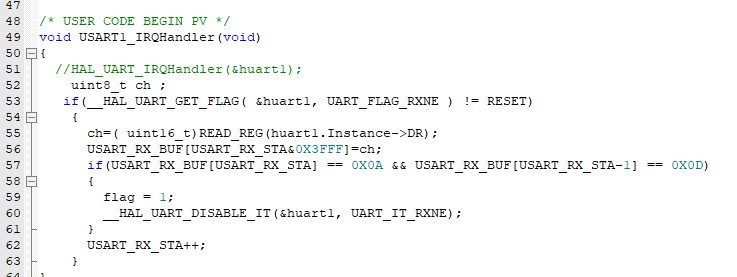 47
48 /* USER CODE BEGIN PV */
49 void USART1_IRQHandler(void)
50 {
51 //HAL_UART_IRQHandler(&huart1);
52 uint8_t ch ;
53 if(__HAL_UART_GET_FLAG( &huart1, UART_FLAG_RXNE ) != RESET)
54 {
55 ch=( uint16_t)READ_REG(huart1.Instance->DR);
56 USART_RX_BUF[USART_RX_STA&0X3FFF]=ch;
57 if(USART_RX_BUF[USART_RX_STA] == 0X0A && USART_RX_BUF[USART_RX_STA-1] == 0X0D)
58 {
59 flag = 1;
60 __HAL_UART_DISABLE_IT(&huart1, UART_IT_RXNE);
61 }
62 USART_RX_STA++;
63 }